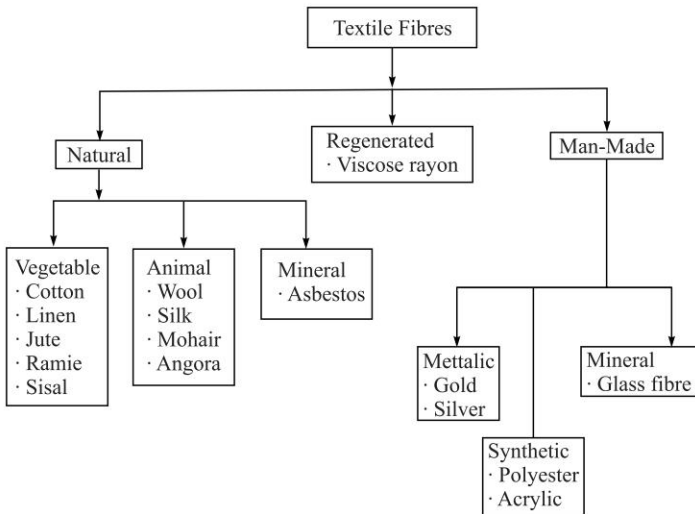 Textile Fibres
Natural
Regenerated
· Viscose rayon
Man-Made
Vegetable
· Cotton
· Linen
· Jute
· Ramie
· Sisal
Animal
· Wool
· Silk
· Mohair
· Angora
Mineral
· Asbestos
Mettalic
· Gold
· Silver
Mineral
· Glass fibre
Synthetic
· Polyester
· Acrylic